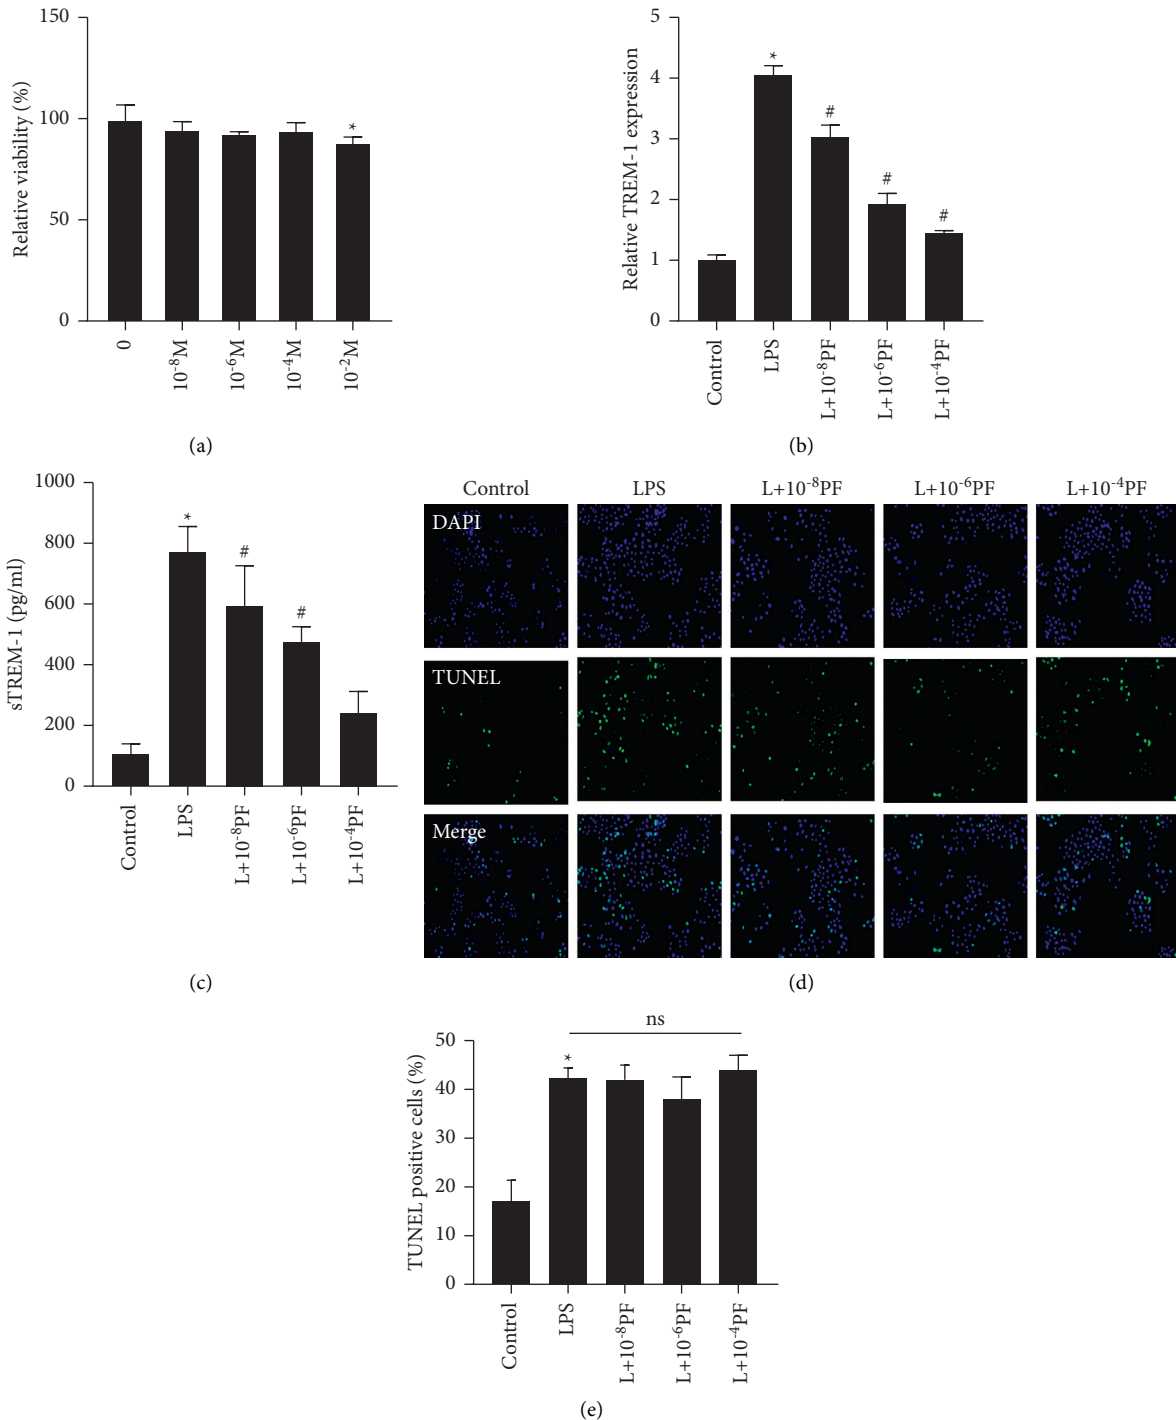 150
100
50
0
Relative viability (%)
*
0
10⁻⁸M
10⁻⁶M
10⁻⁴M
10⁻²M
(a)
5
4
3
2
1
0
Relative TREM-1 expression
*
#
#
#
Control
LPS
L+10⁻⁸PF
L+10⁻⁶PF
L+10⁻⁴PF
(b)
1000
800
600
400
200
0
sTREM-1 (pg/ml)
*
#
#
Control
LPS
L+10⁻⁸PF
L+10⁻⁶PF
L+10⁻⁴PF
(c)
Control LPS L+10⁻⁸PF L+10⁻⁶PF L+10⁻⁴PF
DAPI
TUNEL
Merge
(d)
50
40
30
20
10
0
TUNEL positive cells (%)
ns
*
Control
LPS
L+10⁻⁸PF
L+10⁻⁶PF
L+10⁻⁴PF
(e)